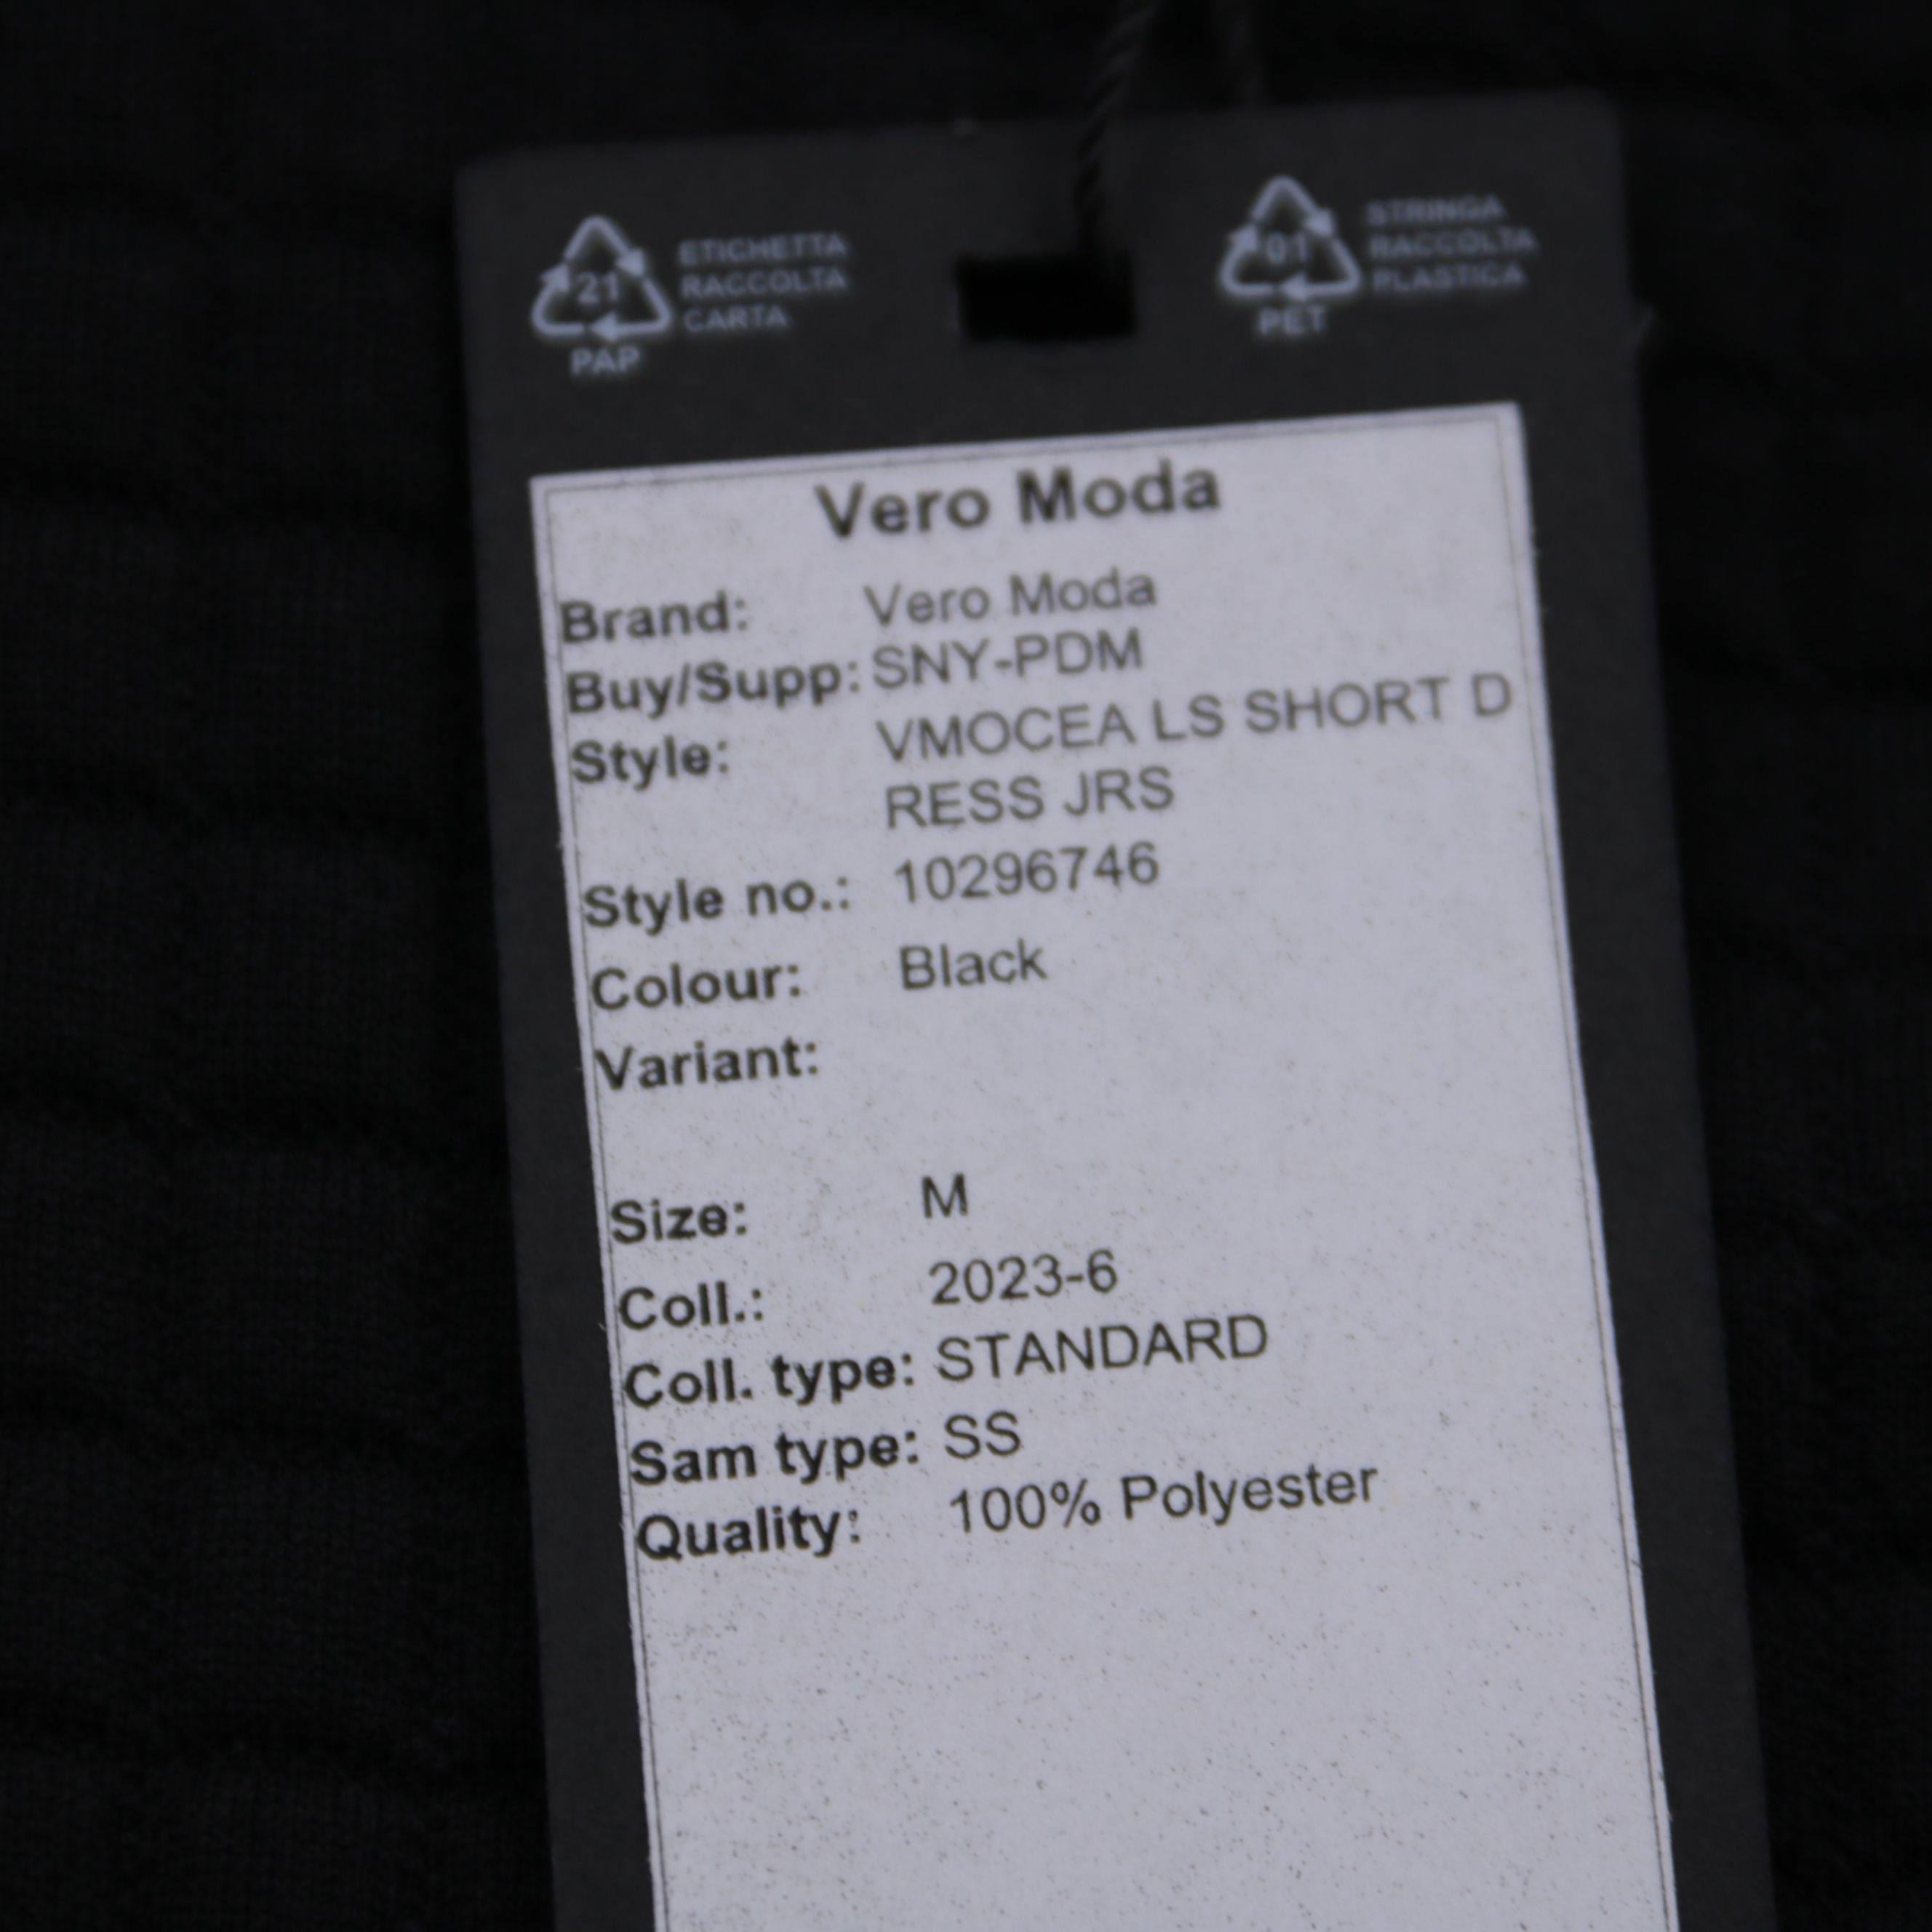 21
PAP
ETICHETTA
RACCOLTA
CARTA
01
PET
STRINGA
RACCOLTA
PLASTICA
Vero Moda
Brand: Vero Moda
Buy/Supp: SNY-PDM
Style: VMOCEA LS SHORT D
RESS JRS
Style no.: 10296746
Colour: Black
Variant:
Size: M
Coll.: 2023-6
Coll. type: STANDARD
Sam type: SS
Quality: 100% Polyester